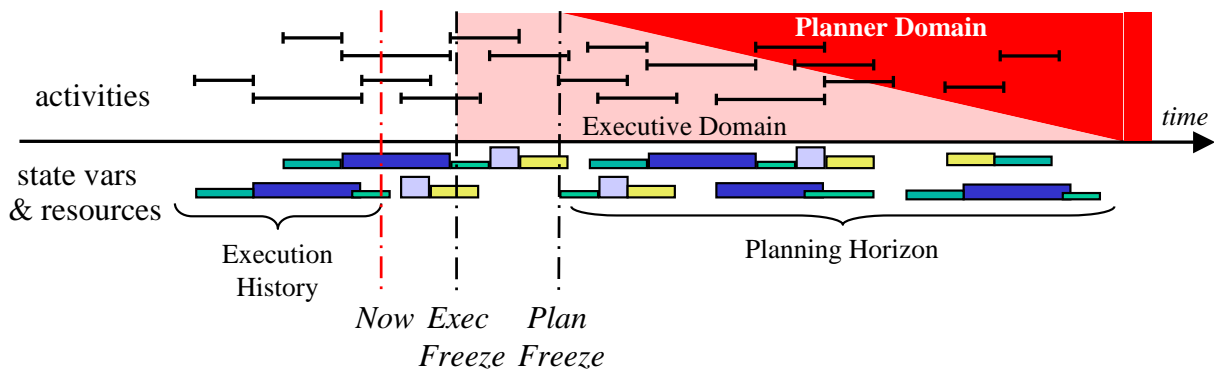 Planner Domain
activities
time
Executive Domain
state vars
& resources
Execution
History
Planning Horizon
Now
Exec
Freeze
Plan
Freeze